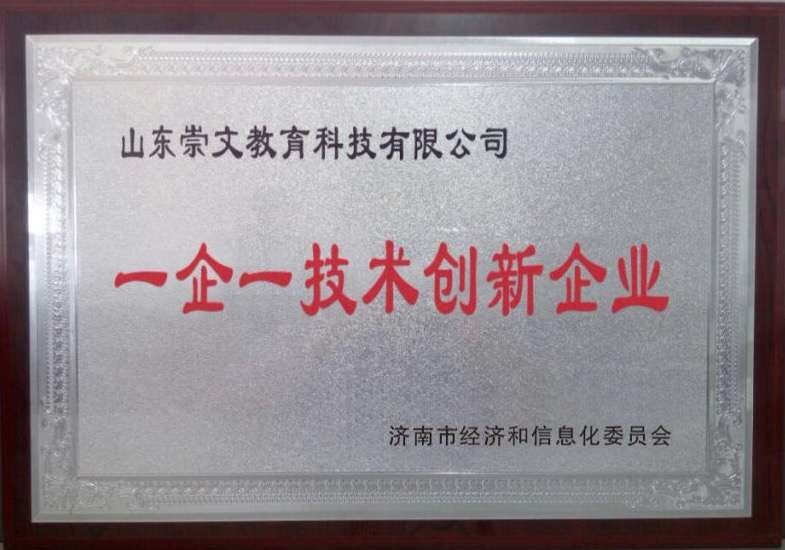 山东崇文教育科技有限公司
一企一技术创新企业
济南市经济和信息化委员会